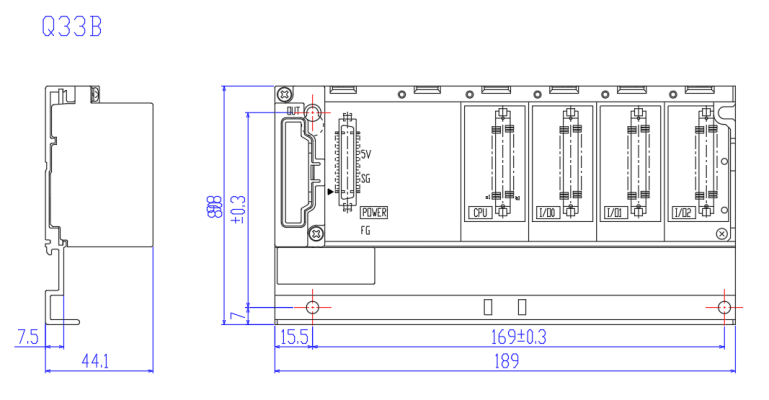 Q33B
OUT
5V
SG
POWER
FG
CPU
I/O0
I/O1
I/O2
±0.3
7
7.5
15.5
169±0.3
44.1
189